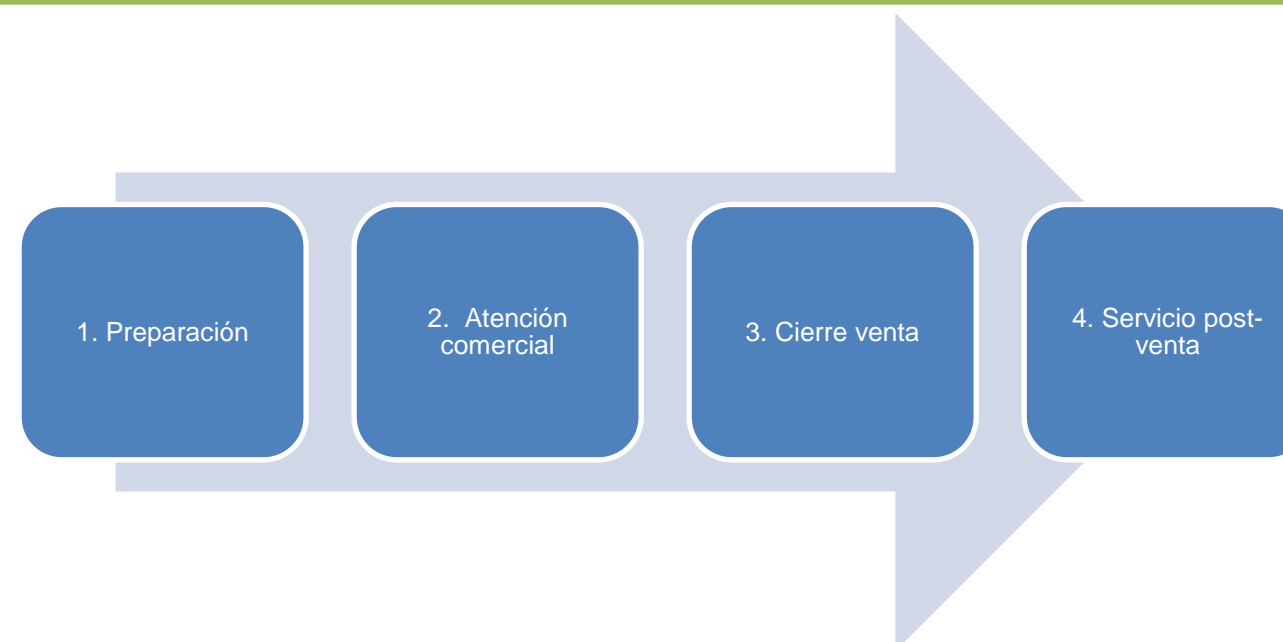 1. Preparación
2. Atención
comercial
3. Cierre venta
4. Servicio post-
venta